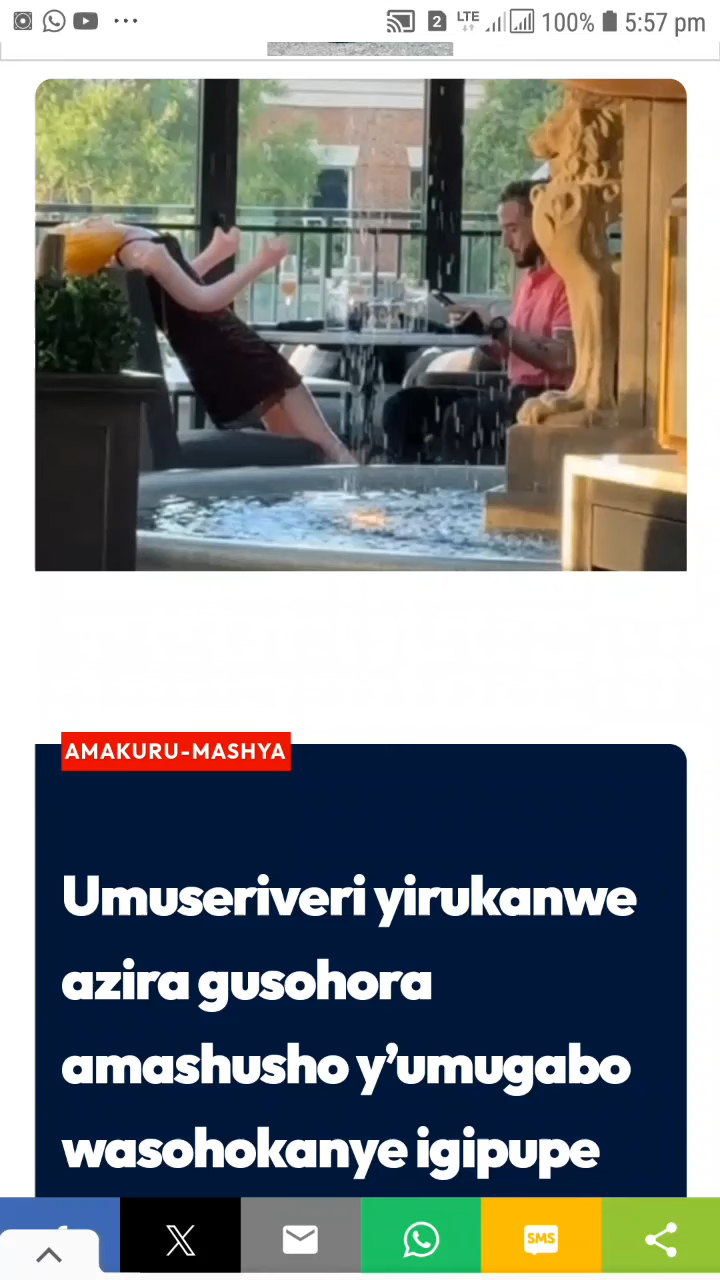 2 LTE 100% 5:57 pm
AMAKURU-MASHYA
Umuseriveri yirukanwe
azira gusohora
amashusho y’umugabo
wasohokanye igipupe
SMS